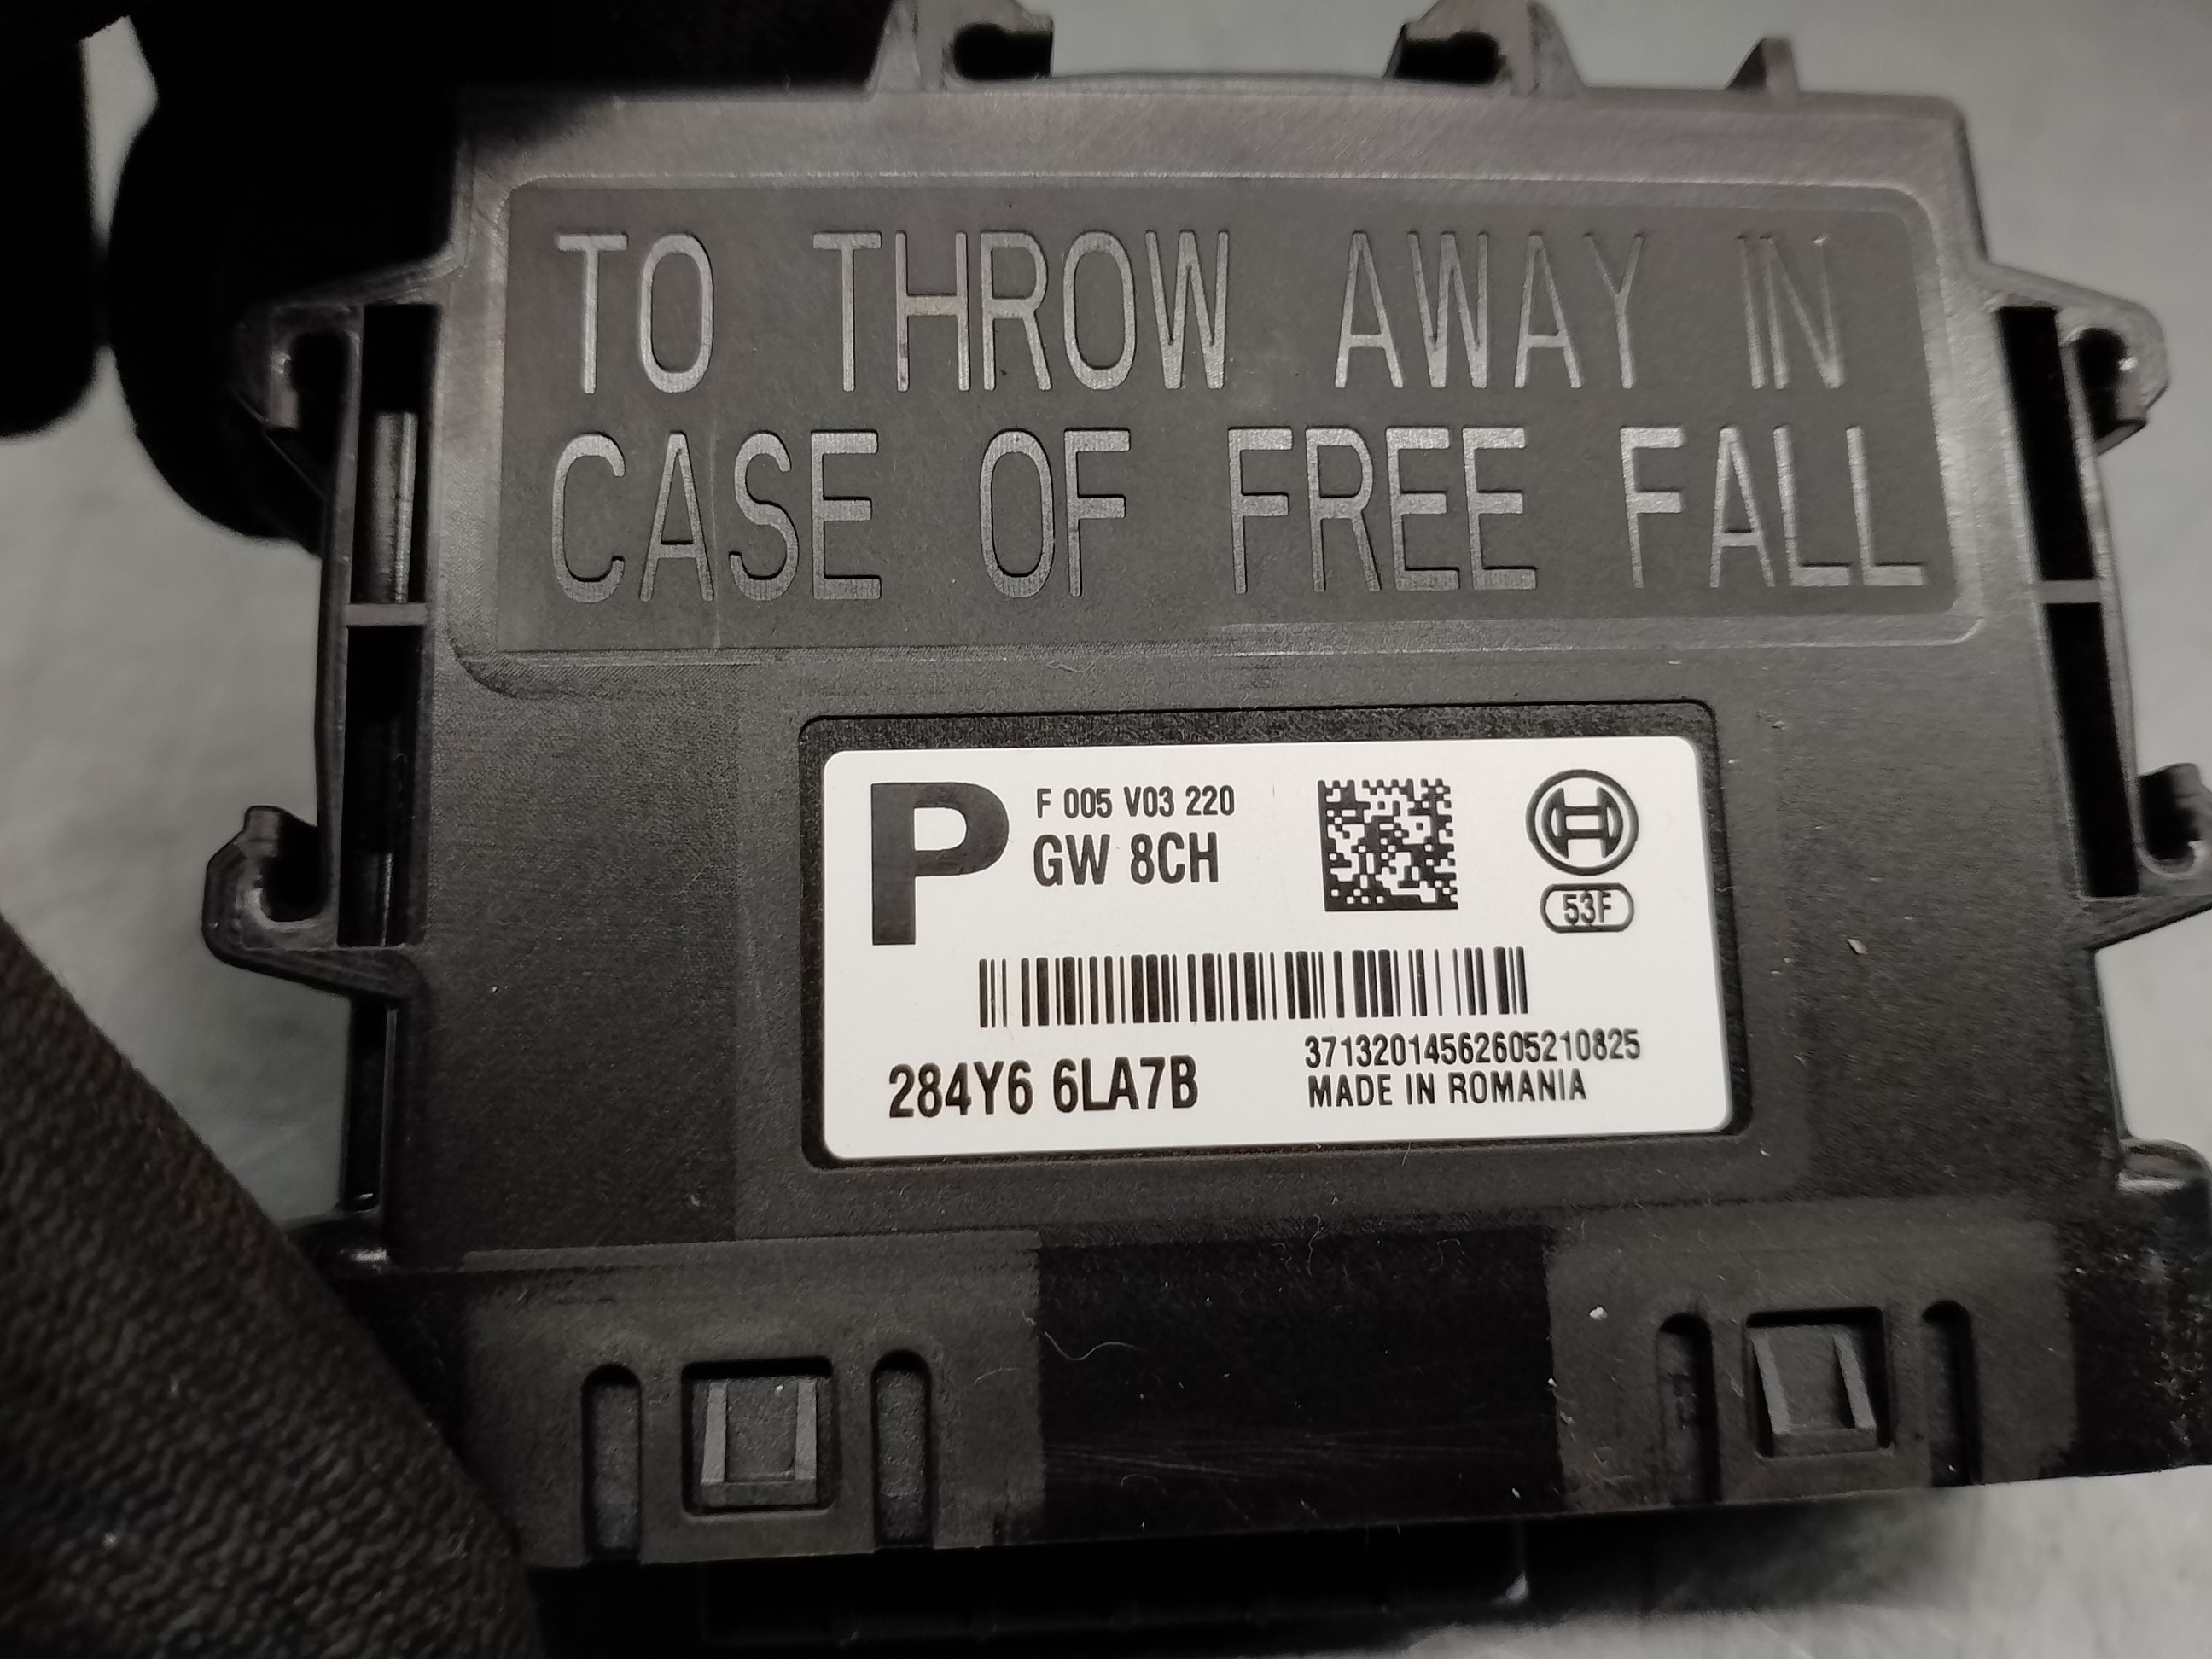 TO THROW AWAY IN
CASE OF FREE FALL
P
F 005 V03 220
GW 8CH
53F
37132014562605210825
284Y6 6LA7B
MADE IN ROMANIA